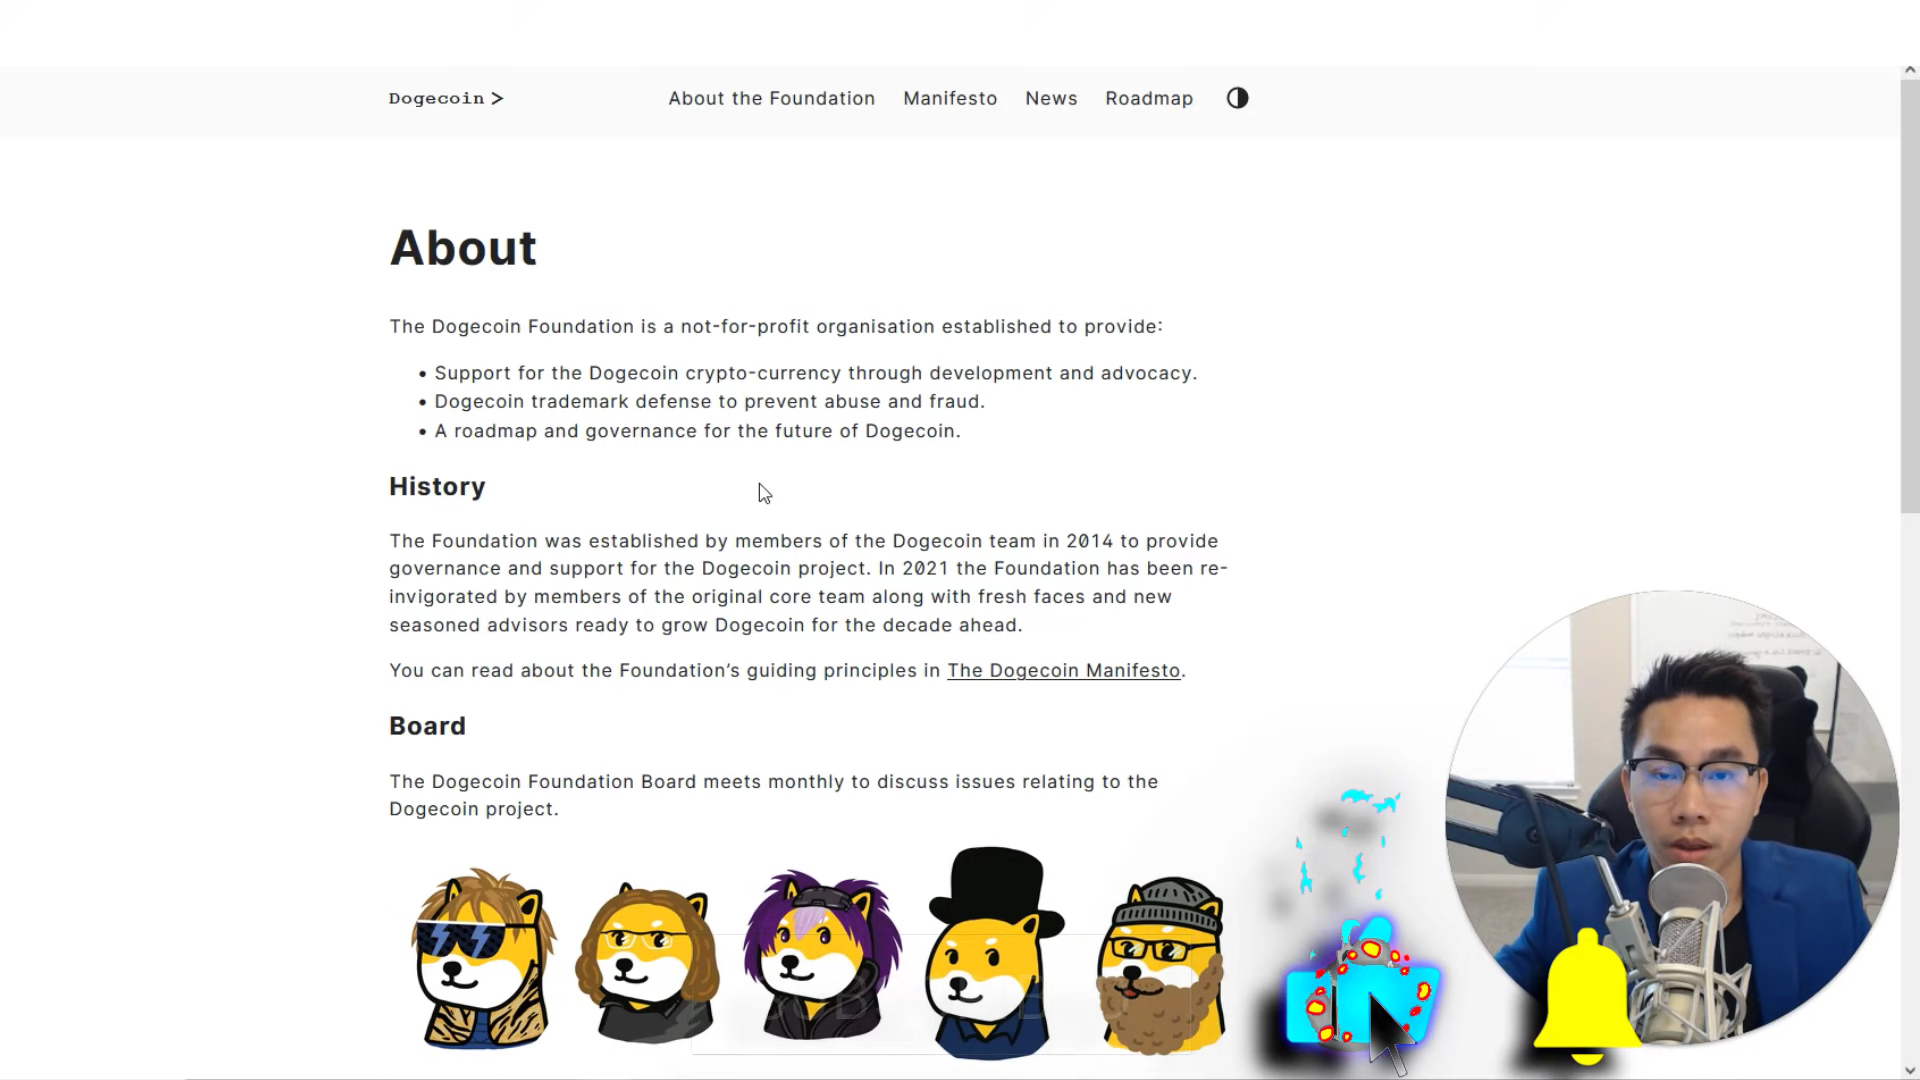 Dogecoin >
About the Foundation Manifesto News Roadmap
About
The Dogecoin Foundation is a not-for-profit organisation established to provide:
• Support for the Dogecoin crypto-currency through development and advocacy.
• Dogecoin trademark defense to prevent abuse and fraud.
• A roadmap and governance for the future of Dogecoin.
History
The Foundation was established by members of the Dogecoin team in 2014 to provide
governance and support for the Dogecoin project. In 2021 the Foundation has been re-
invigorated by members of the original core team along with fresh faces and new
seasoned advisors ready to grow Dogecoin for the decade ahead.
You can read about the Foundation’s guiding principles in The Dogecoin Manifesto.
Board
The Dogecoin Foundation Board meets monthly to discuss issues relating to the
Dogecoin project.